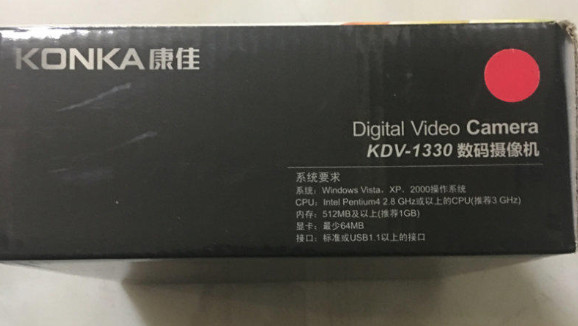 KONKA康佳
Digital Video Camera
KDV-1330 数码摄像机
系统要求
系统：Windows Vista、XP、2000操作系统
CPU：Intel Pentium4 2.8 GHz或以上的CPU(推荐3 GHz)
内存：512MB及以上(推荐1GB)
显卡：最少64MB
接口：标准或USB1.1以上的接口